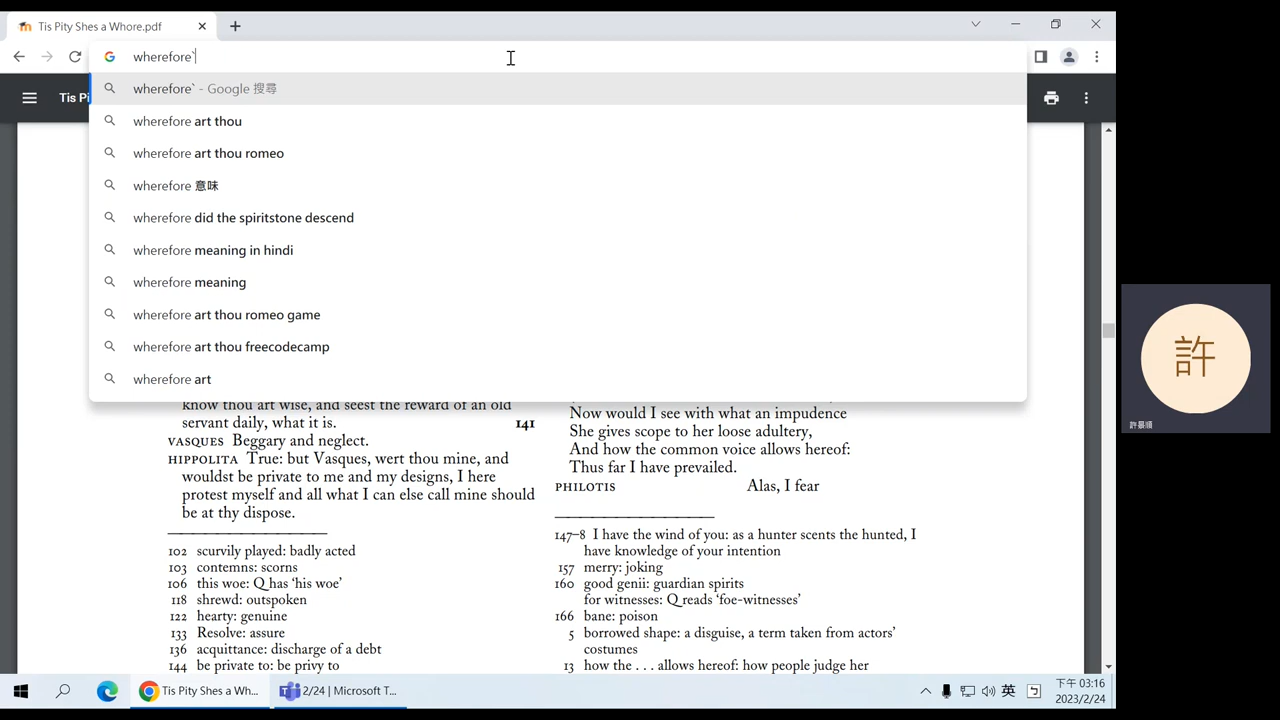 Tis Pity Shes a Whore.pdf
wherefore`
wherefore` - Google 搜尋
wherefore art thou
wherefore art thou romeo
wherefore 意味
wherefore did the spiritstone descend
wherefore meaning in hindi
wherefore meaning
wherefore art thou romeo game
wherefore art thou freecodecamp
wherefore art
Tis Pi
know thou art wise, and seest the reward of an old
servant daily, what it is. 141
VASQUES Beggary and neglect.
HIPPOLITA True: but Vasques, wert thou mine, and
wouldst be private to me and my designs, I here
protest myself and all what I can else call mine should
be at thy dispose.
102 scurvily played: badly acted
103 contemns: scorns
106 this woe: Q has ‘his woe’
118 shrewd: outspoken
122 hearty: genuine
133 Resolve: assure
136 acquittance: discharge of a debt
144 be private to: be privy to
Now would I see with what an impudence
She gives scope to her loose adultery,
And how the common voice allows hereof:
Thus far I have prevailed.
PHILOTIS Alas, I fear
147–8 I have the wind of you: as a hunter scents the hunted, I
have knowledge of your intention
157 merry: joking
160 good genii: guardian spirits
for witnesses: Q reads ‘foe-witnesses’
166 bane: poison
5 borrowed shape: a disguise, a term taken from actors’
costumes
13 how the . . . allows hereof: how people judge her
許
許景順
Tis Pity Shes a Wh...
2/24 | Microsoft T...
英
下午 03:16
2023/2/24